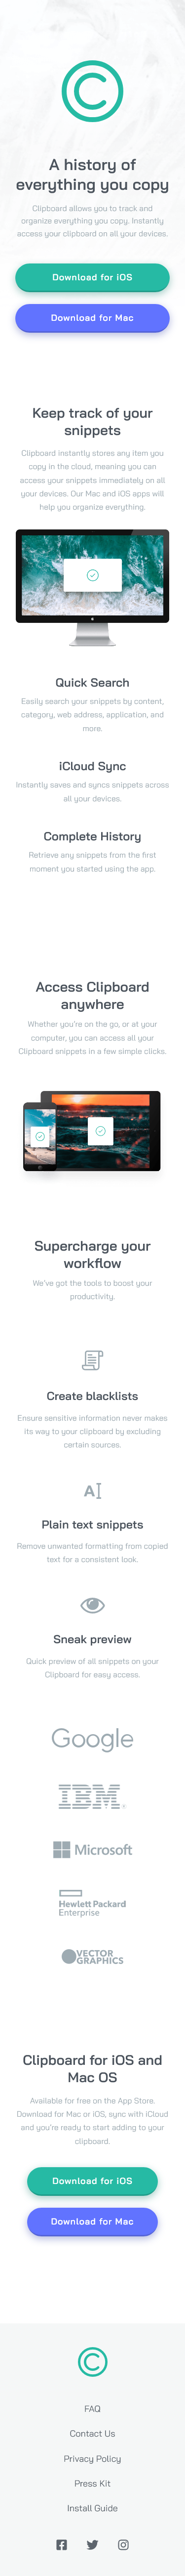 A history of
everything you copy
Clipboard allows you to track and
organize everything you copy. Instantly
access your clipboard on all your devices.
Download for iOS
Download for Mac
Keep track of your
snippets
Clipboard instantly stores any item you
copy in the cloud, meaning you can
access your snippets immediately on all
your devices. Our Mac and iOS apps will
help you organize everything.
Quick Search
Easily search your snippets by content,
category, web address, application, and
more.
iCloud Sync
Instantly saves and syncs snippets across
all your devices.
Complete History
Retrieve any snippets from the first
moment you started using the app.
Access Clipboard
anywhere
Whether you're on the go, or at your
computer, you can access all your
Clipboard snippets in a few simple clicks.
Supercharge your
workflow
We've got the tools to boost your
productivity.
Create blacklists
Ensure sensitive information never makes
its way to your clipboard by excluding
certain sources.
Plain text snippets
Remove unwanted formatting from copied
text for a consistent look.
Sneak preview
Quick preview of all snippets on your
Clipboard for easy access.
Google
IBM
Microsoft
Hewlett Packard
Enterprise
VECTOR
GRAPHICS
Clipboard for iOS and
Mac OS
Available for free on the App Store.
Download for Mac or iOS, sync with iCloud
and you're ready to start adding to your
clipboard.
Download for iOS
Download for Mac
FAQ
Contact Us
Privacy Policy
Press Kit
Install Guide